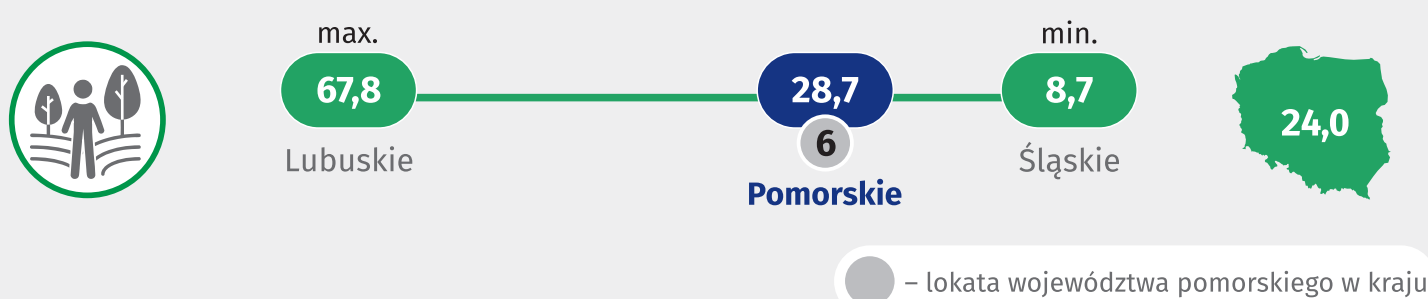 max.
min.
67,8
28,7
8,7
24,0
6
Lubuskie
Śląskie
Pomorskie
– lokata województwa pomorskiego w kraju